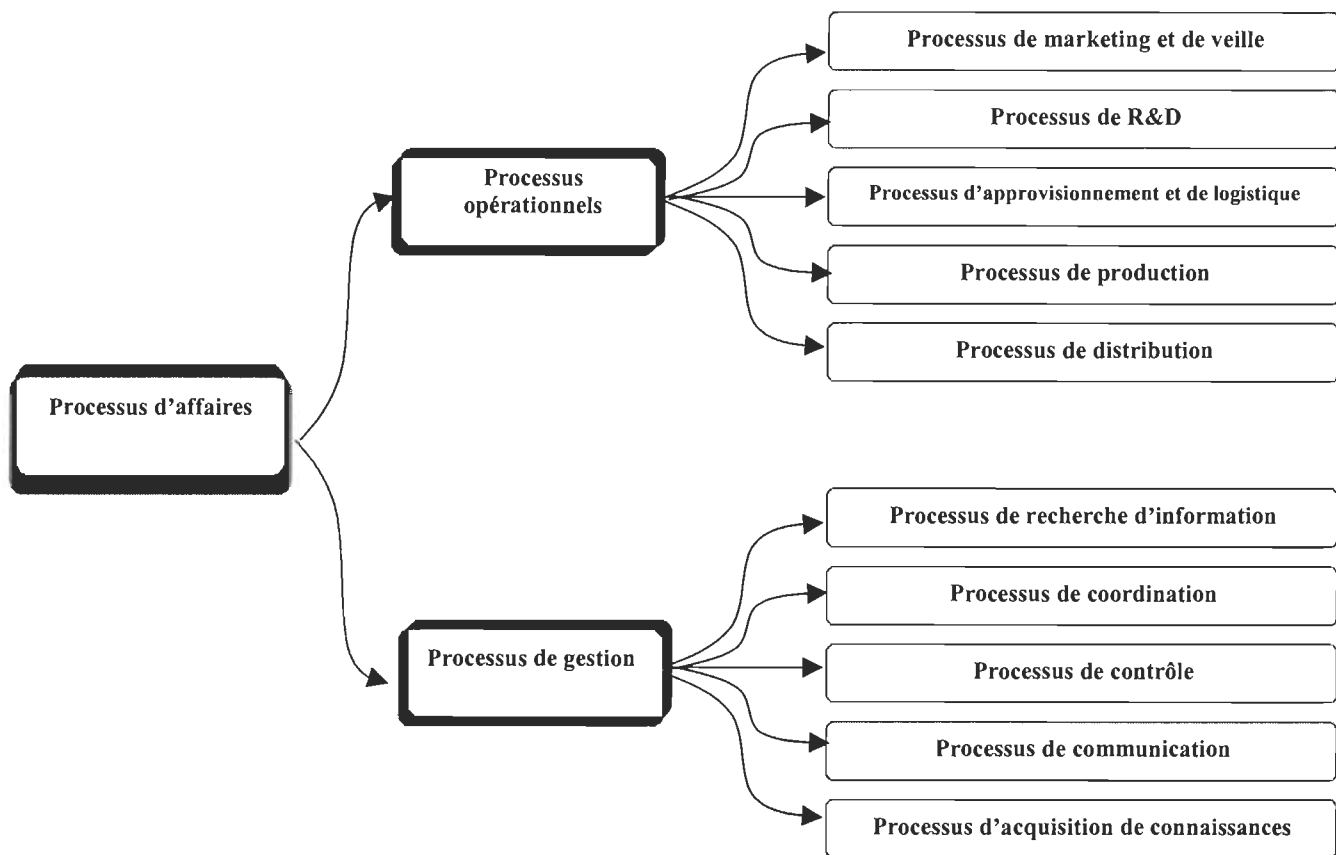 Processus d'affaires
Processus
opérationnels
Processus de marketing et de veille
Processus de R&D
Processus d'approvisionnement et de logistique
Processus de production
Processus de distribution
Processus de gestion
Processus de recherche d'information
Processus de coordination
Processus de contrôle
Processus de communication
Processus d'acquisition de connaissances